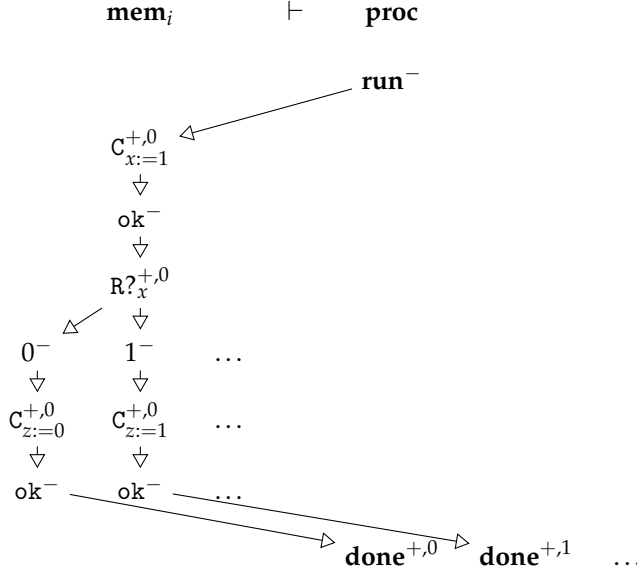 mem_i ⊢ proc
run⁻
C^{+,0}_{x:=1}
ok⁻
R?^{+,0}_x
0⁻ 1⁻ ...
C^{+,0}_{z:=0} C^{+,0}_{z:=1} ...
ok⁻ ok⁻ ...
done^{+,0} done^{+,1} ...